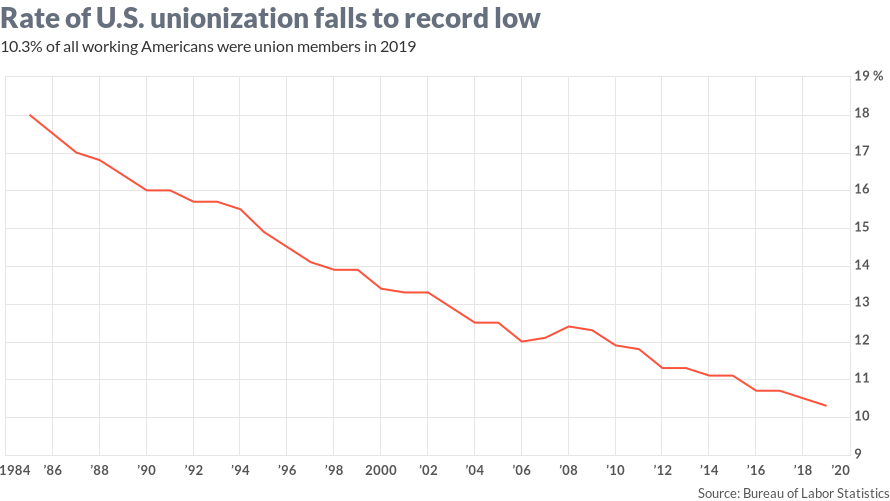 Rate of U.S. unionization falls to record low
10.3% of all working Americans were union members in 2019
19 %
18
17
16
15
14
13
12
11
10
9
1984 ’86 ’88 ’90 ’92 ’94 ’96 ’98 2000 ’02 ’04 ’06 ’08 ’10 ’12 ’14 ’16 ’18 ’20
Source: Bureau of Labor Statistics